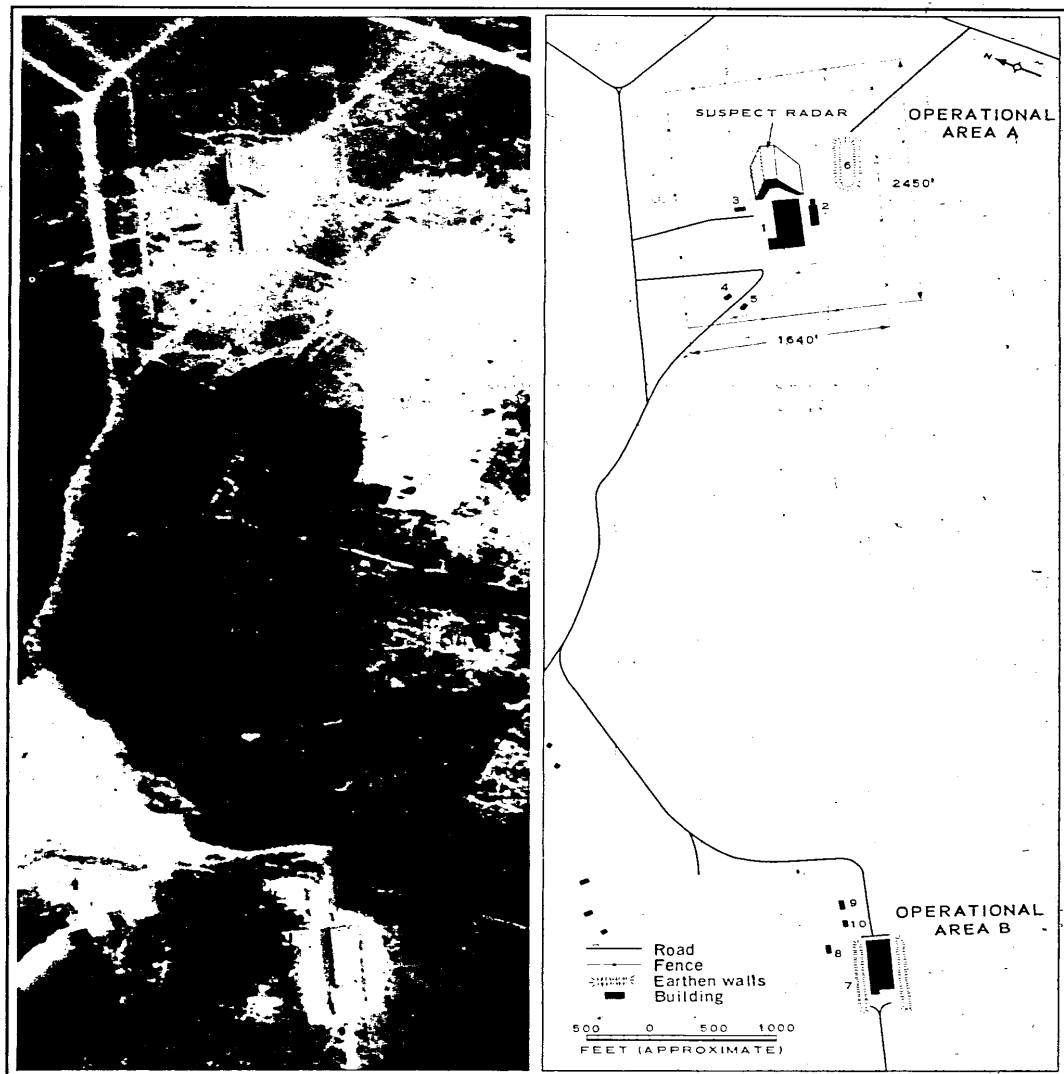 N
SUSPECT RADAR
OPERATIONAL
AREA A
6
2450'
3
2
1
4
5
1640'
9
OPERATIONAL
AREA B
10
8
7
Road
Fence
Earthen walls
Building
500 0 500 1000
FEET (APPROXIMATE)